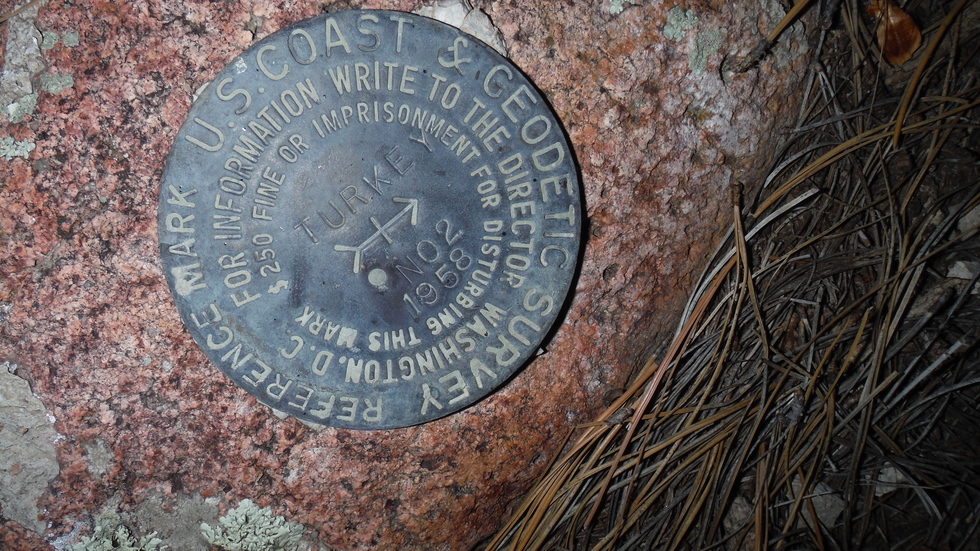 U.S. COAST & GEODETIC SURVEY
REFERENCE MARK
FOR INFORMATION WRITE TO THE DIRECTOR
WASHINGTON, D.C.
$250 FINE OR IMPRISONMENT FOR DISTURBING THIS MARK
TURKEY
NO 2
1958